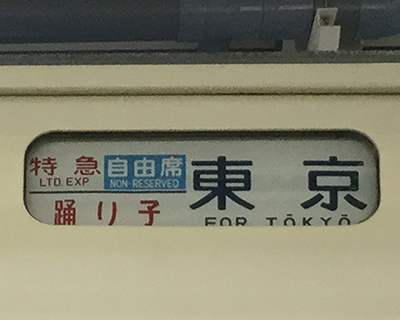 特急 自由席 東京
LTD. EXP NON-RESERVED
踊り子 FOR TŌKYŌ